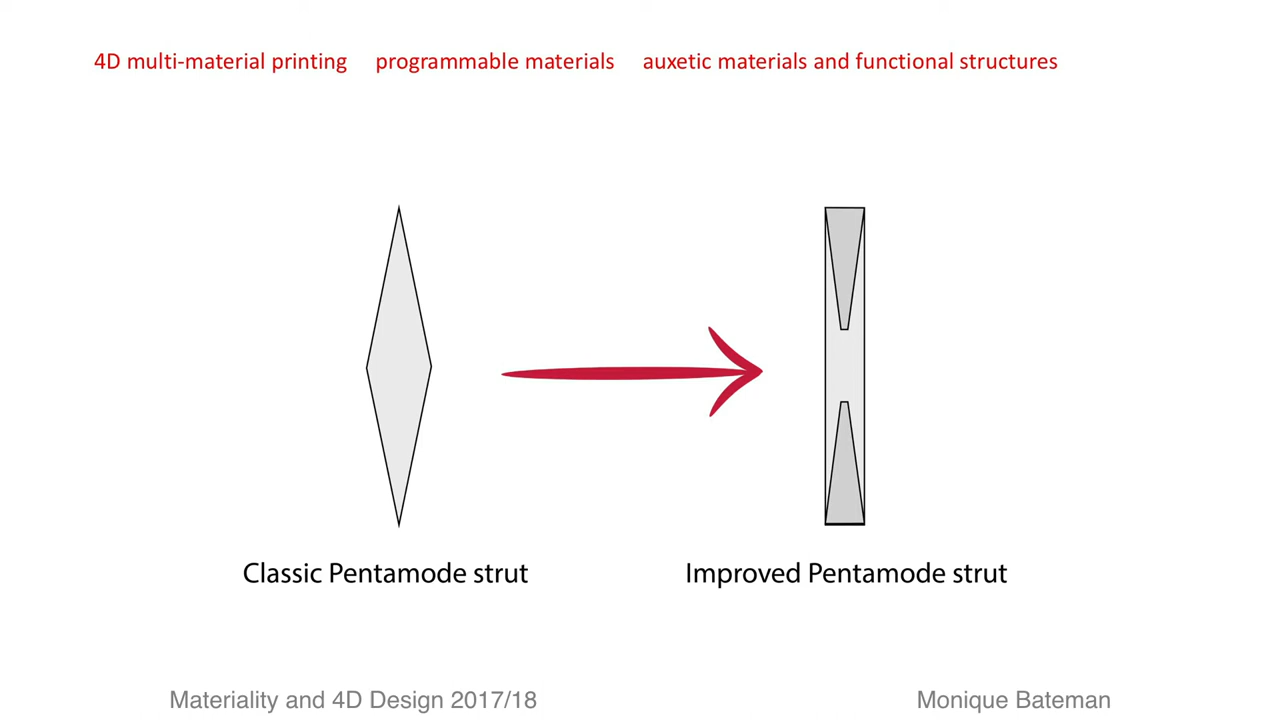 4D multi-material printing programmable materials auxetic materials and functional structures
Classic Pentamode strut
Improved Pentamode strut
Materiality and 4D Design 2017/18
Monique Bateman